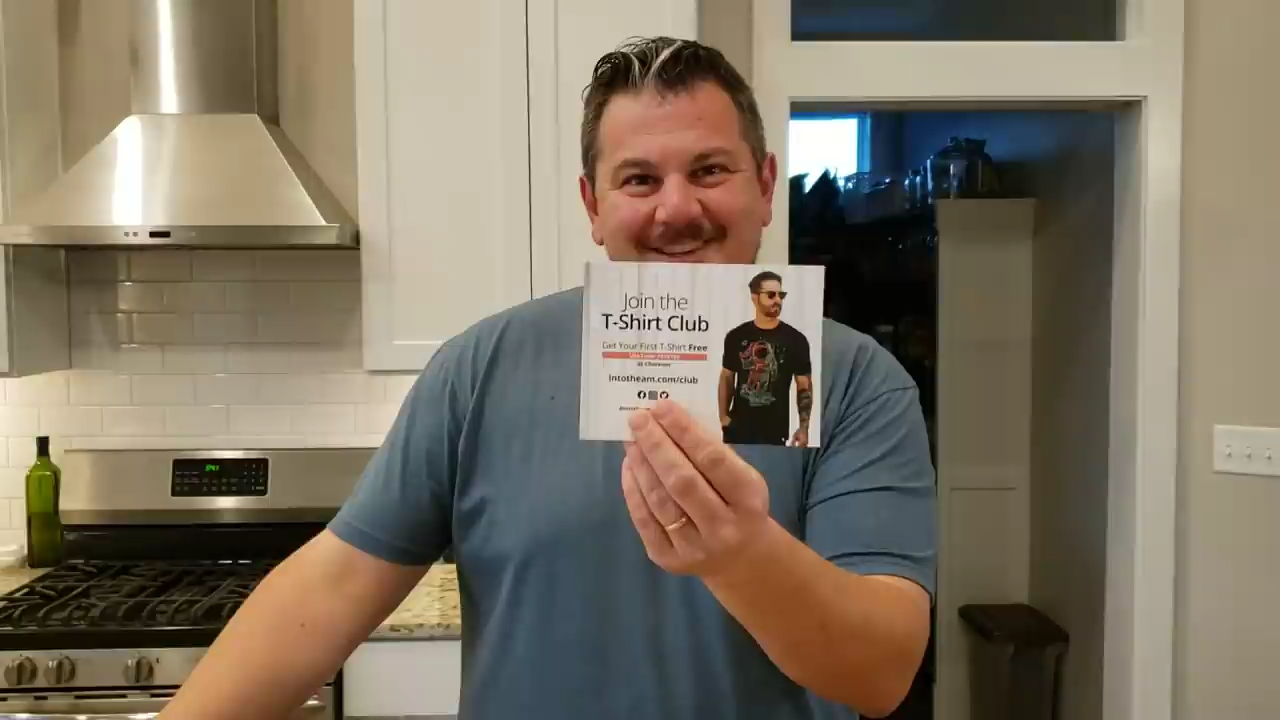 Join the
T-Shirt Club
Get Your First T-Shirt Free
at Checkout
intotheam.com/club